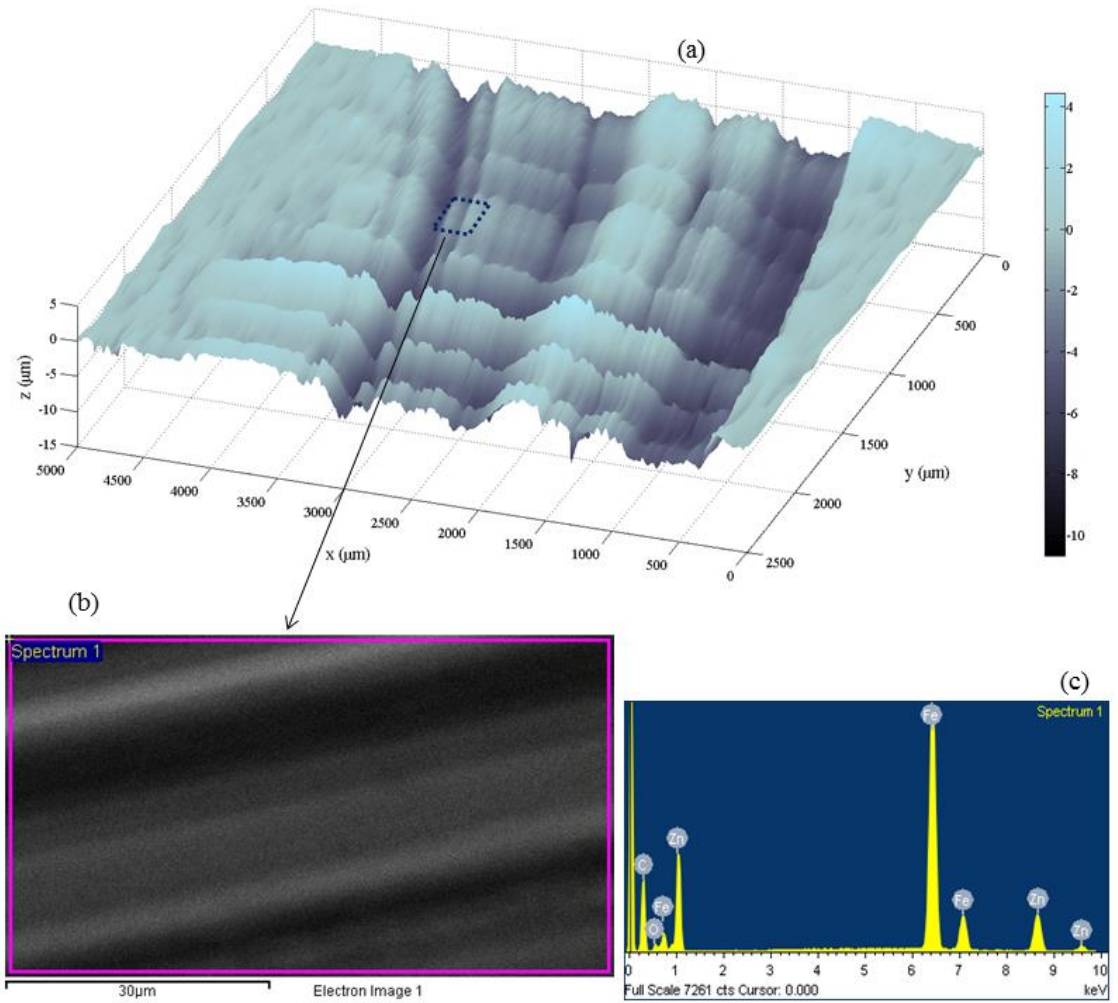 (a)
4
2
0
-2
-4
-6
-8
-10
5
0
-5
-10
-15
z (µm)
5000
4500
4000
3500
3000
2500
2000
1500
1000
500
0
x (µm)
0
500
1000
1500
2000
2500
y (µm)
(b)
Spectrum 1
30µm Electron Image 1
(c)
Spectrum 1
Fe
Zn
C
Fe
O
Fe
Zn
Zn
0 1 2 3 4 5 6 7 8 9 10
Full Scale 7261 cts Cursor: 0.000 keV